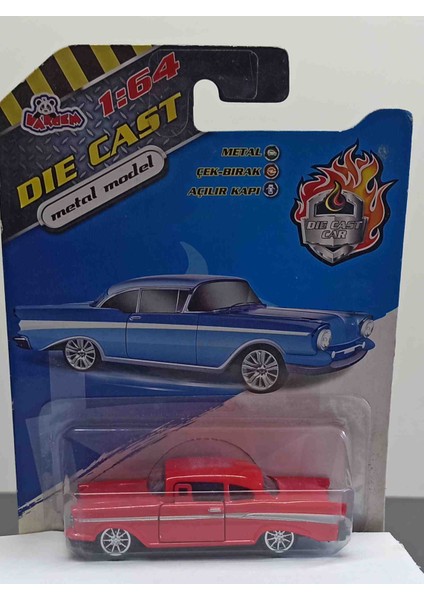 1:64
DIE CAST
metal model
METAL
ÇEK-BIRAK
AÇILIR KAPI
DIE CAST
CAR